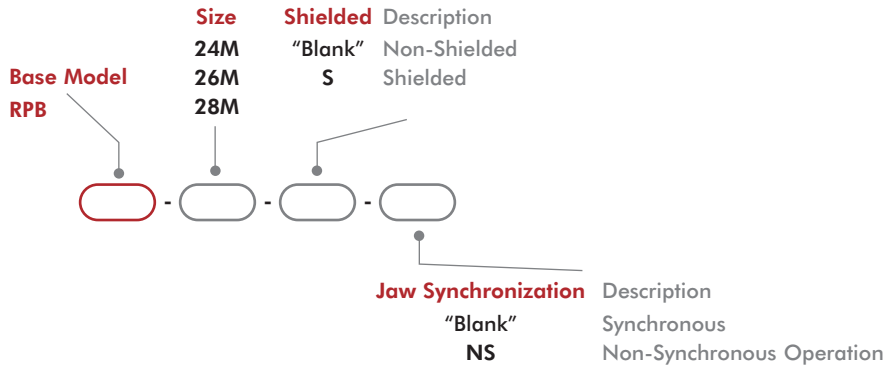 Size Shielded Description
24M "Blank" Non-Shielded
Base Model 26M S Shielded
RPB 28M
- - -
Jaw Synchronization Description
"Blank" Synchronous
NS Non-Synchronous Operation